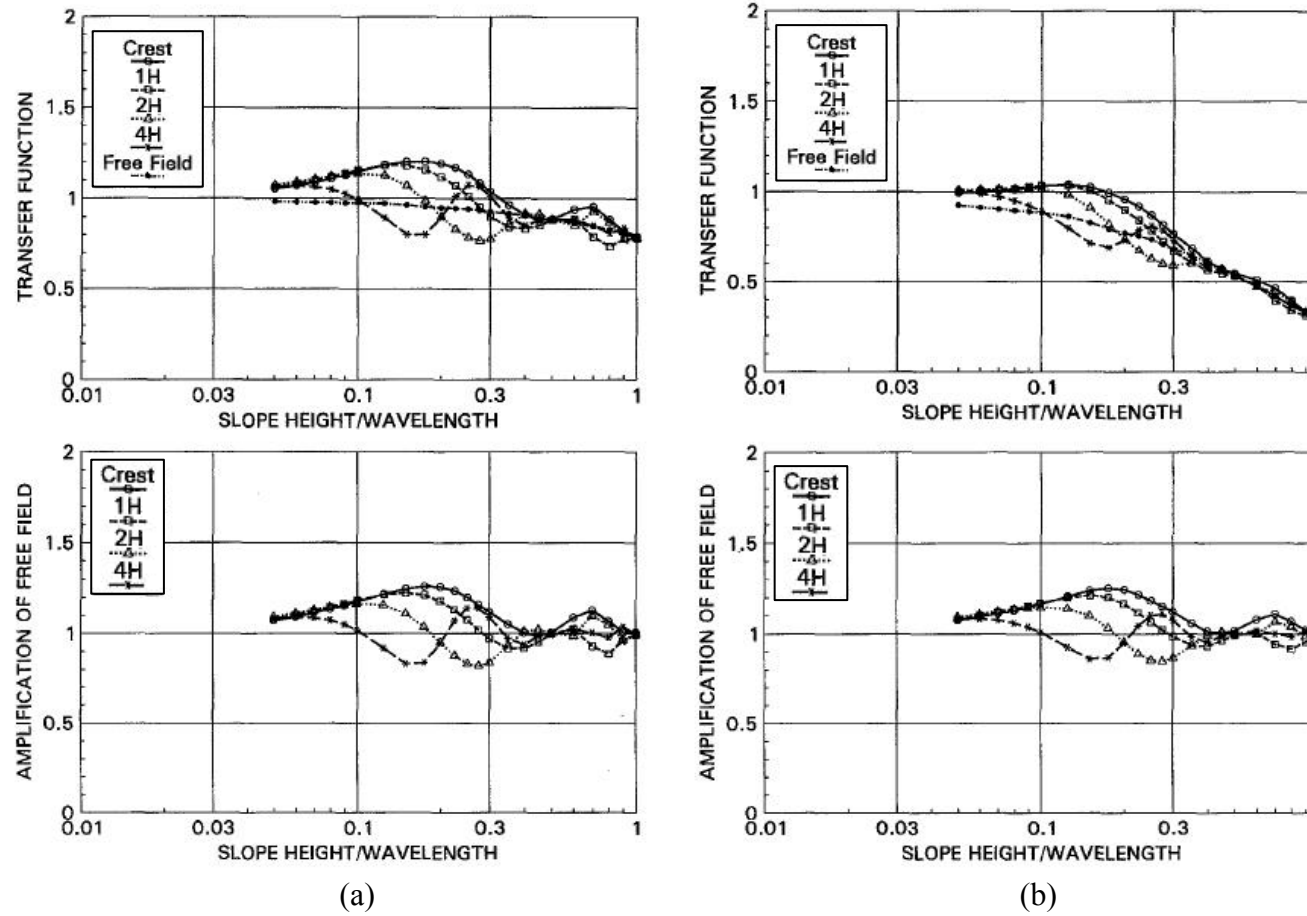 TRANSFER FUNCTION
2
1.5
1
0.5
0
Crest
1H
2H
4H
Free Field
0.01
0.03
0.1
0.3
1
SLOPE HEIGHT/WAVELENGTH
TRANSFER FUNCTION
2
1.5
1
0.5
0
Crest
1H
2H
4H
Free Field
0.01
0.03
0.1
0.3
SLOPE HEIGHT/WAVELENGTH
AMPLIFICATION OF FREE FIELD
2
1.5
1
0.5
0
Crest
1H
2H
4H
0.01
0.03
0.1
0.3
1
SLOPE HEIGHT/WAVELENGTH
(a)
AMPLIFICATION OF FREE FIELD
2
1.5
1
0.5
0
Crest
1H
2H
4H
0.01
0.03
0.1
0.3
SLOPE HEIGHT/WAVELENGTH
(b)